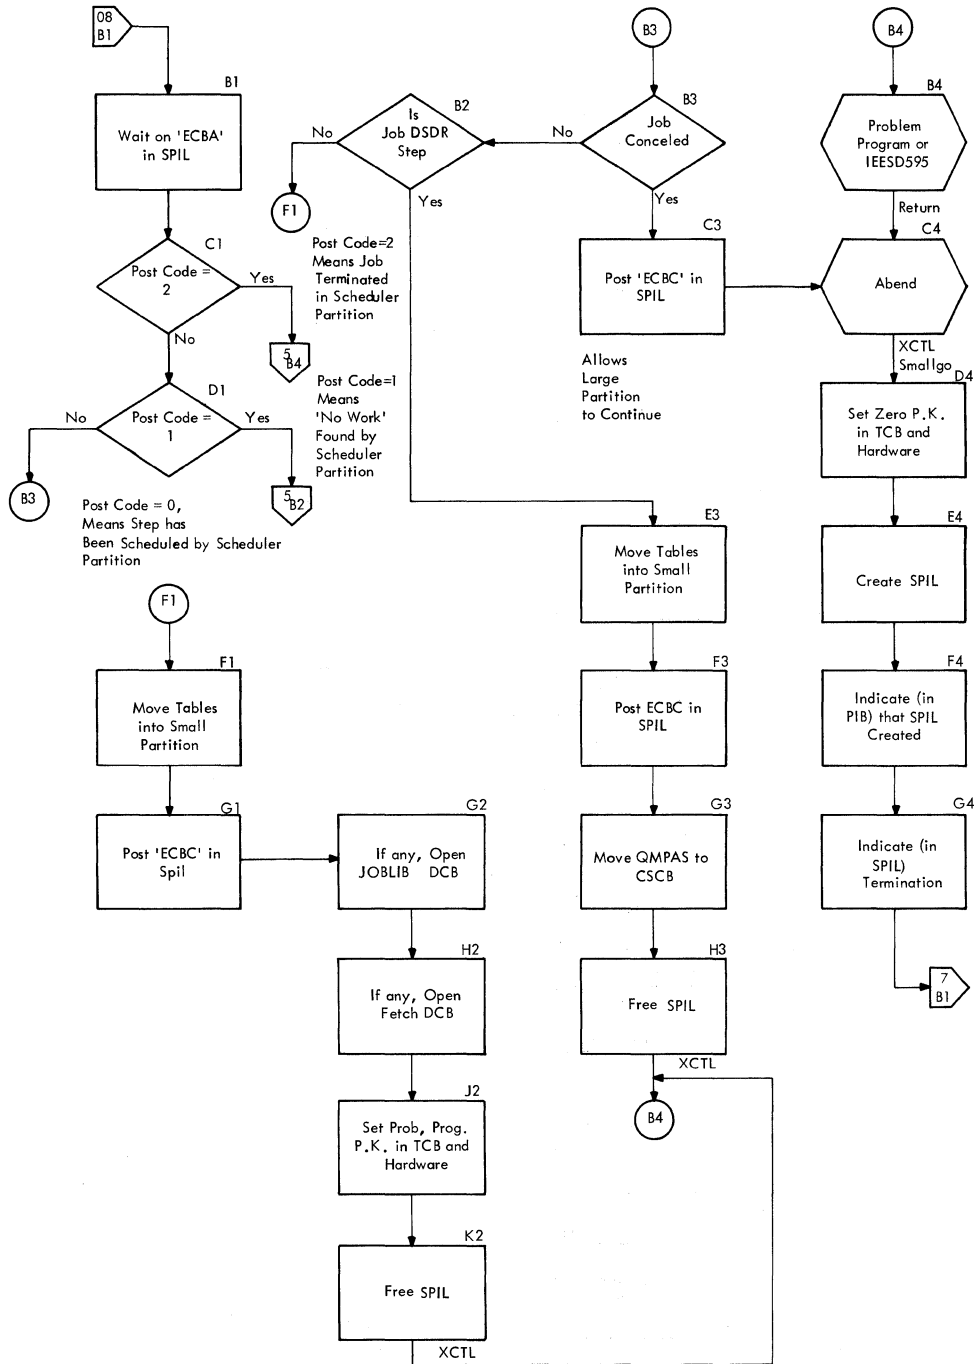 08
B1
B1
Wait on 'ECBA'
in SPIL
C1
Post Code =
2
Yes
No
5
B4
D1
Post Code =
1
No
Yes
B3
5
B2
Post Code = 0,
Means Step has
Been Scheduled by Scheduler
Partition
F1
F1
Move Tables
into Small
Partition
G1
Post 'ECBC' in
Spil
B2
Is
Job DSDR
Step
No
Yes
F1
Post Code=2
Means Job
Terminated
in Scheduler
Partition
Post Code=1
Means
'No Work'
Found by
Scheduler
Partition
G2
If any, Open
JOBLIB DCB
H2
If any, Open
Fetch DCB
J2
Set Prob, Prog.
P.K. in TCB and
Hardware
K2
Free SPIL
XCTL
B3
B3
Job
Conceled
No
Yes
C3
Post 'ECBC' in
SPIL
Allows
Large
Partition
to Continue
E3
Move Tables
into Small
Partition
F3
Post ECBC in
SPIL
G3
Move QMPAS to
CSCB
H3
Free SPIL
XCTL
B4
B4
B4
Problem
Program or
IEESD595
Return
C4
Abend
XCTL
Smallgo
D4
Set Zero P.K.
in TCB and
Hardware
E4
Create SPIL
F4
Indicate (in
PIB) that SPIL
Created
G4
Indicate (in
SPIL)
Termination
7
B1